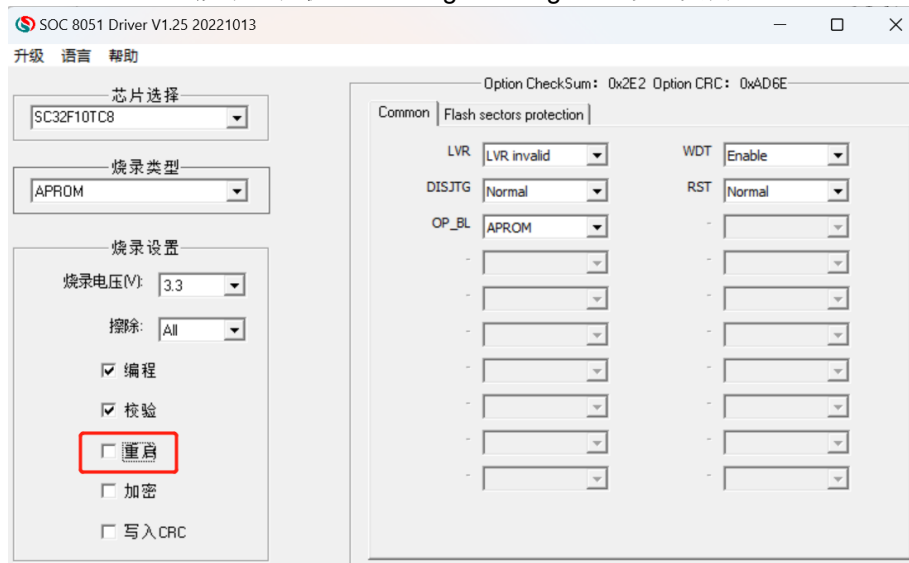 SOC 8051 Driver V1.25 20221013
升级 语言 帮助
芯片选择
SC32F10TC8
烧录类型
APROM
烧录设置
烧录电压(V): 3.3
擦除: All
编程
校验
重启
加密
写入CRC
Option CheckSum: 0x2E2 Option CRC: 0xAD6E
Common Flash sectors protection
LVR LVR invalid WDT Enable
DISJTG Normal RST Normal
OP_BL APROM -
- -
- -
- -
- -
- -
- -
- -